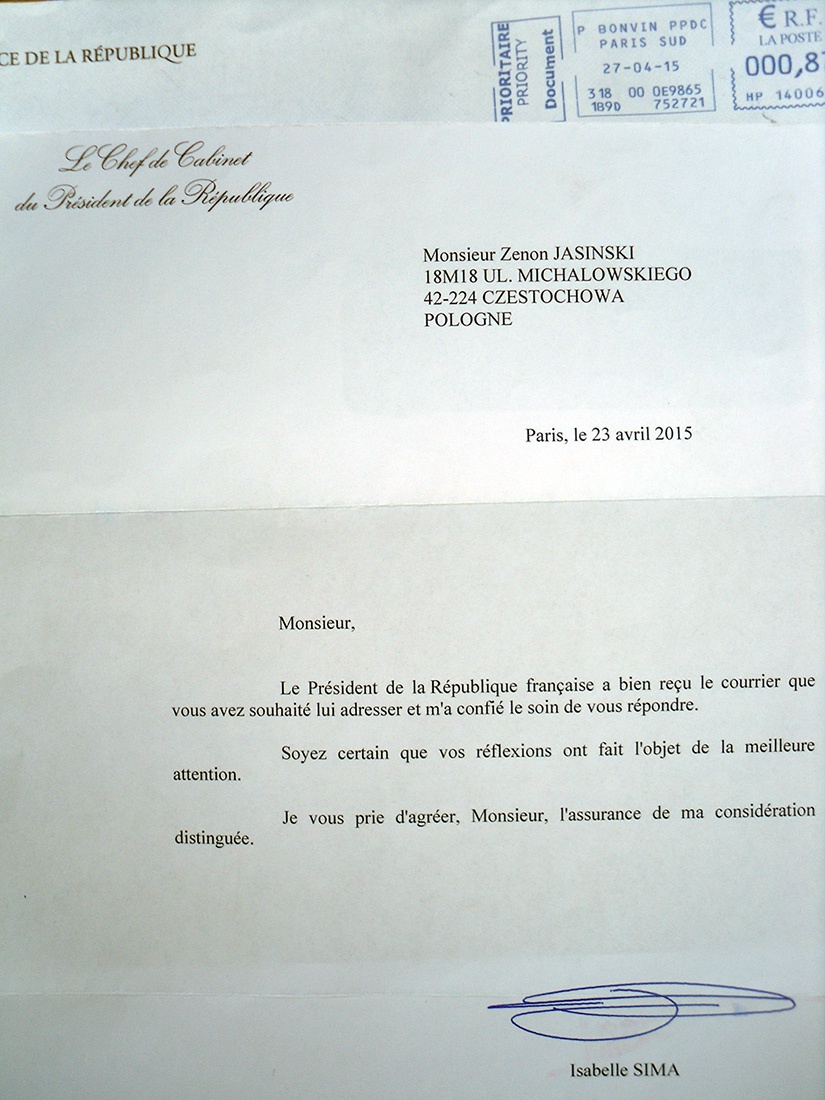 CE DE LA RÉPUBLIQUE
PRIORITAIRE
PRIORITY
Document
P BONVIN PPDC
PARIS SUD
27-04-15
318 00 0E9865
1B9D 752721
€ R.F.
LA POSTE
000,8
HP 14006
Le Chef de Cabinet
du Président de la République
Monsieur Zenon JASINSKI
18M18 UL. MICHALOWSKIEGO
42-224 CZESTOCHOWA
POLOGNE
Paris, le 23 avril 2015
Monsieur,
Le Président de la République française a bien reçu le courrier que
vous avez souhaité lui adresser et m'a confié le soin de vous répondre.
Soyez certain que vos réflexions ont fait l'objet de la meilleure
attention.
Je vous prie d'agréer, Monsieur, l'assurance de ma considération
distinguée.
Isabelle SIMA